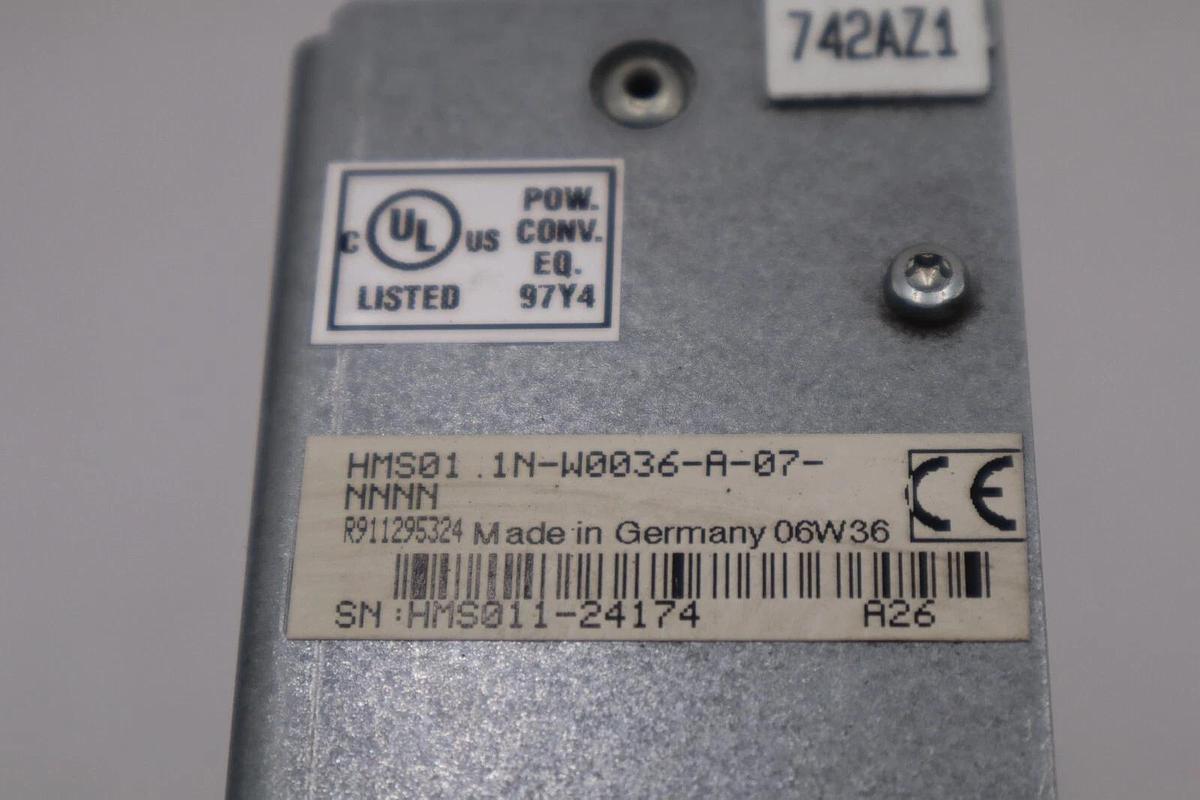 742AZ1
POW.
CONV.
EQ.
97Y4
C UL US
LISTED
HMS01.1N-W0036-A-07-
NNNN
R911295324 Made in Germany 06W36
CE
SN:HMS011-24174 A26